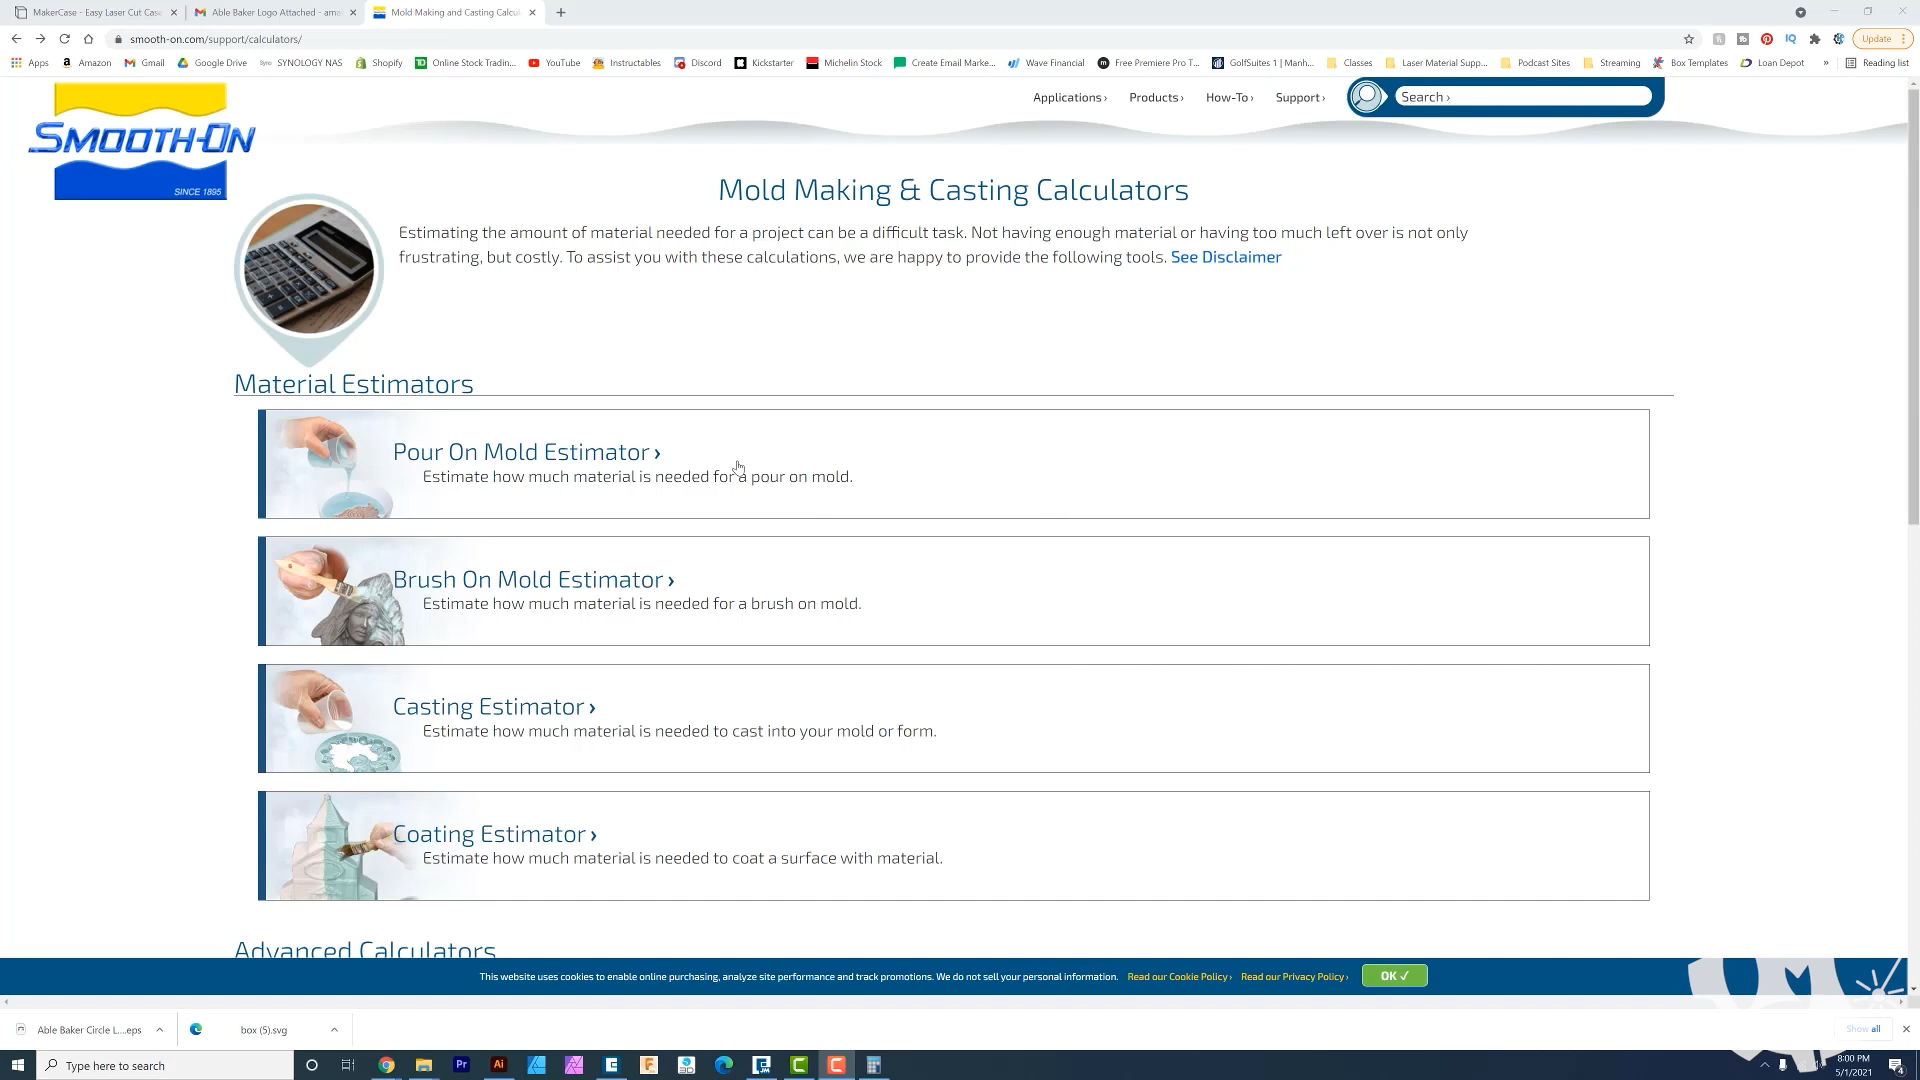 MakerCase - Easy Laser Cut Case
Able Baker Logo Attached - ama
Mold Making and Casting Calcul
smooth-on.com/support/calculators/
Update
Apps Amazon Gmail Google Drive SYNOLOGY NAS Shopify Online Stock Tradin... YouTube Instructables Discord Kickstarter Michelin Stock Create Email Marke... Wave Financial Free Premiere Pro T... GolfSuites 1 | Manh... Classes Laser Material Supp... Podcast Sites Streaming Box Templates Loan Depot » Reading list
SMOOTH-ON
SINCE 1895
Applications › Products › How-To › Support › Search ›
Mold Making & Casting Calculators
Estimating the amount of material needed for a project can be a difficult task. Not having enough material or having too much left over is not only
frustrating, but costly. To assist you with these calculations, we are happy to provide the following tools. See Disclaimer
Material Estimators
Pour On Mold Estimator ›
Estimate how much material is needed for a pour on mold.
Brush On Mold Estimator ›
Estimate how much material is needed for a brush on mold.
Casting Estimator ›
Estimate how much material is needed to cast into your mold or form.
Coating Estimator ›
Estimate how much material is needed to coat a surface with material.
Advanced Calculators
This website uses cookies to enable online purchasing, analyze site performance and track promotions. We do not sell your personal information. Read our Cookie Policy › Read our Privacy Policy › OK ✓
Able Baker Circle L....eps
box (5).svg
Show all
Type here to search
8:00 PM
5/1/2021